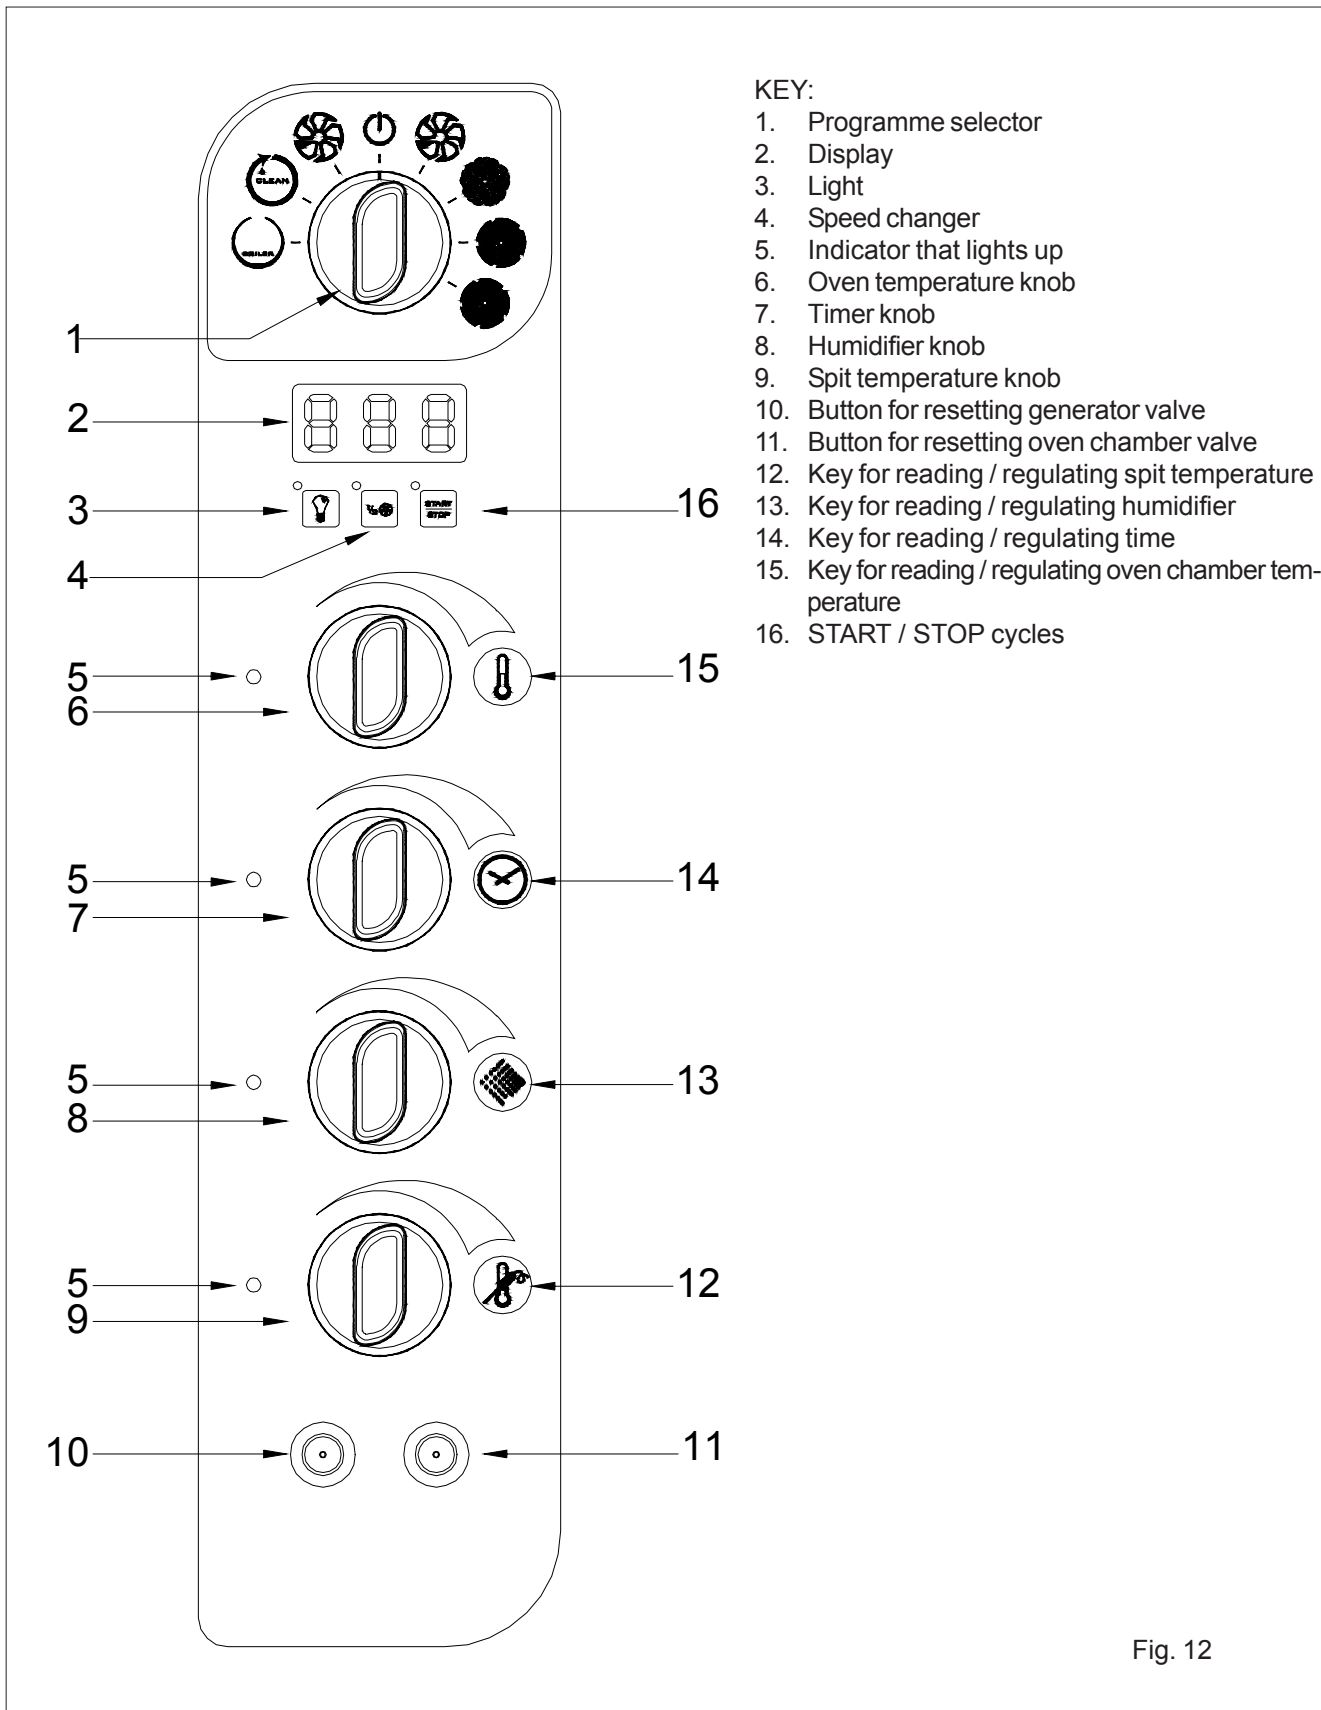 KEY:
1. Programme selector
2. Display
3. Light
4. Speed changer
5. Indicator that lights up
6. Oven temperature knob
7. Timer knob
8. Humidifier knob
9. Spit temperature knob
10. Button for resetting generator valve
11. Button for resetting oven chamber valve
12. Key for reading / regulating spit temperature
13. Key for reading / regulating humidifier
14. Key for reading / regulating time
15. Key for reading / regulating oven chamber tem-
perature
16. START / STOP cycles
CLEAN
1
2
888
3
START
STOP
16
4
5
15
6
5
14
7
5
13
8
5
12
9
10
11
Fig. 12